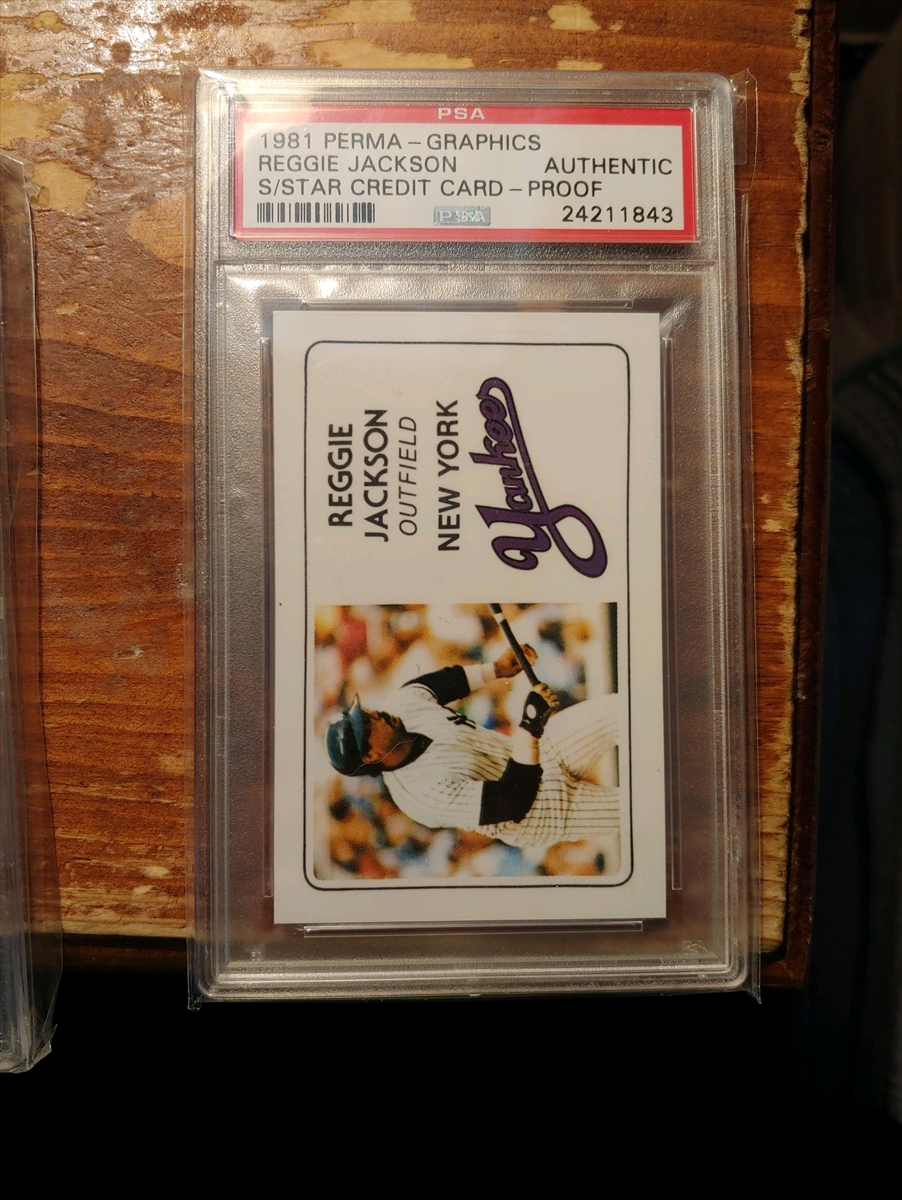 PSA
1981 PERMA – GRAPHICS
REGGIE JACKSON AUTHENTIC
S/STAR CREDIT CARD – PROOF
PSA 24211843
REGGIE
JACKSON
OUTFIELD
NEW YORK
Yankees